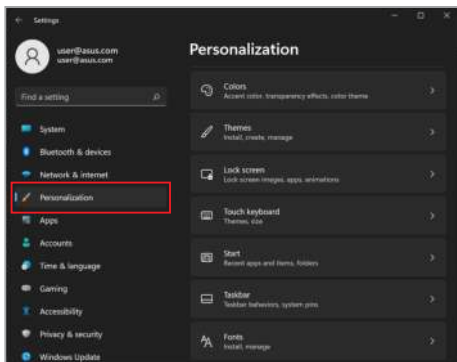 Settings
user@asus.com
user@asus.com
Find a setting
System
Bluetooth & devices
Network & internet
Personalization
Apps
Accounts
Time & language
Gaming
Accessibility
Privacy & security
Windows Update
Personalization
Colors
Accent color, transparency effects, color theme
Themes
Install, create, manage
Lock screen
Lock screen images, apps, animations
Touch keyboard
Themes, size
Start
Recent apps and items, folders
Taskbar
Taskbar behaviors, system pins
Fonts
Install, manage